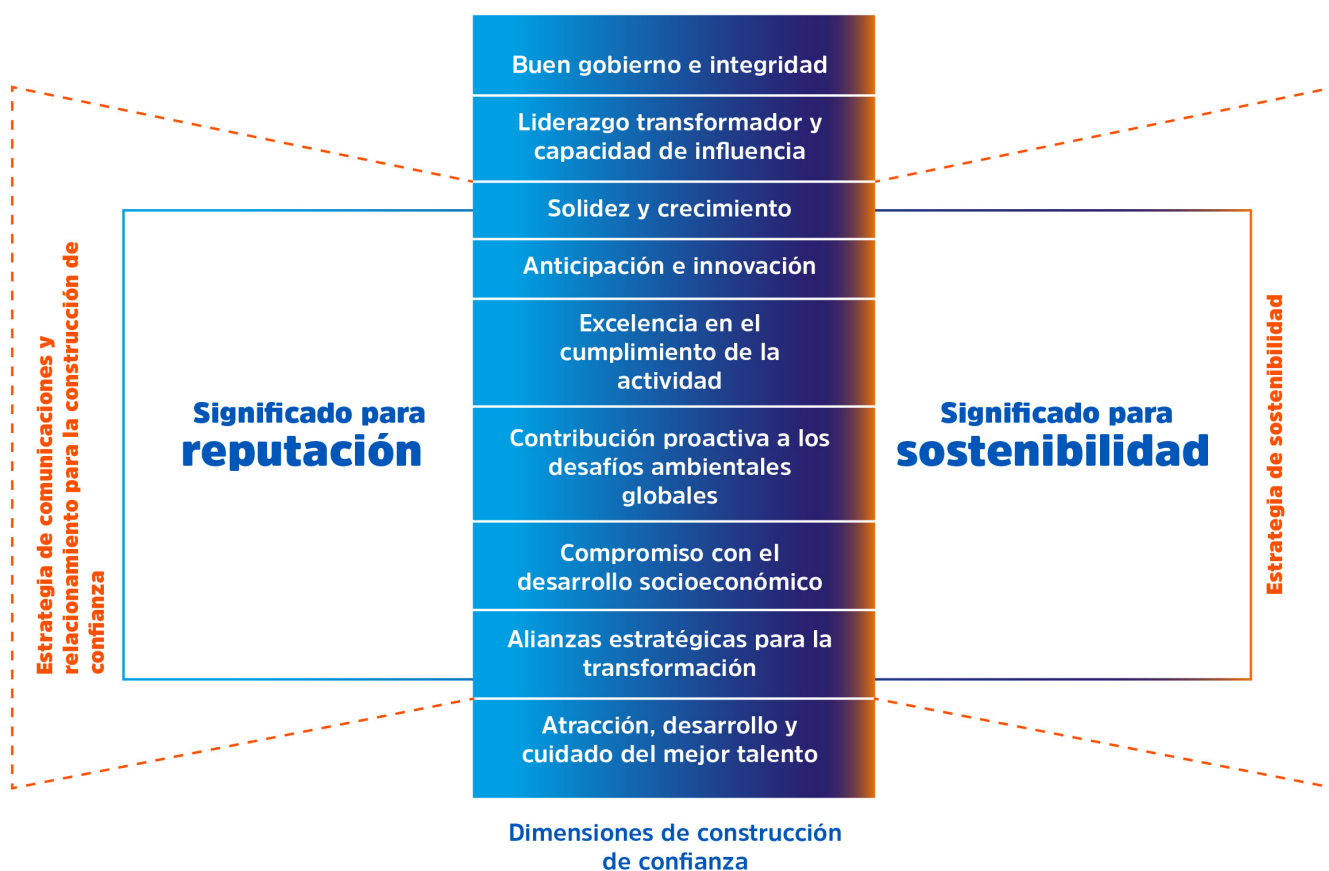 Buen gobierno e integridad
Liderazgo transformador y
capacidad de influencia
Solidez y crecimiento
Anticipación e innovación
Excelencia en el
cumplimiento de la
actividad
Contribución proactiva a los
desafíos ambientales
globales
Compromiso con el
desarrollo socioeconómico
Alianzas estratégicas para la
transformación
Atracción, desarrollo y
cuidado del mejor talento
Dimensiones de construcción
de confianza
Estrategia de comunicaciones y
relacionamiento para la construcción de
confianza
Significado para
reputación
Significado para
sostenibilidad
Estrategia de sostenibilidad